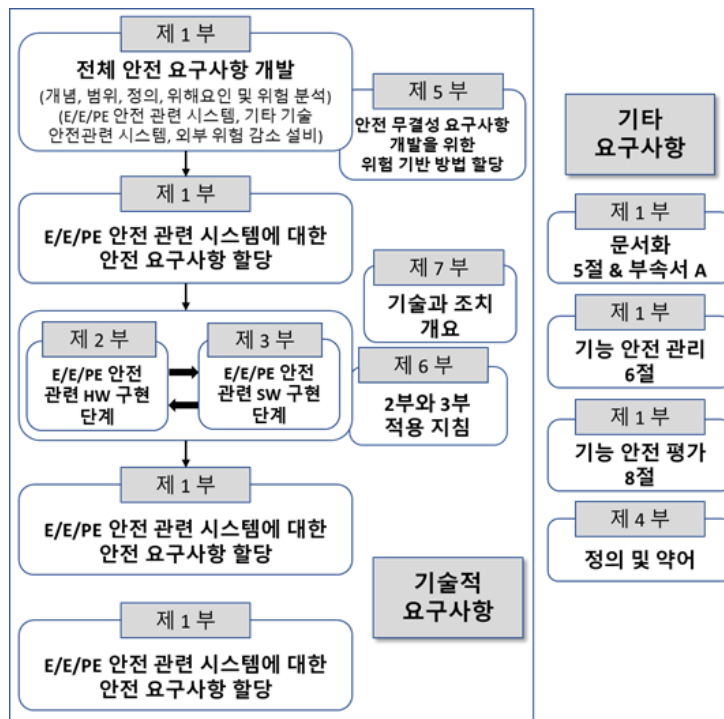 제 1 부
전체 안전 요구사항 개발
(개념, 범위, 정의, 위해요인 및 위험 분석)
(E/E/PE 안전 관련 시스템, 기타 기술
안전관련 시스템, 외부 위험 감소 설비)
제 5 부
안전 무결성 요구사항
개발을 위한
위험 기반 방법 할당
제 1 부
E/E/PE 안전 관련 시스템에 대한
안전 요구사항 할당
제 7 부
기술과 조치
개요
제 2 부
E/E/PE 안전
관련 HW 구현
단계
제 3 부
E/E/PE 안전
관련 SW 구현
단계
제 6 부
2부와 3부
적용 지침
제 1 부
E/E/PE 안전 관련 시스템에 대한
안전 요구사항 할당
제 1 부
E/E/PE 안전 관련 시스템에 대한
안전 요구사항 할당
기술적
요구사항
기타
요구사항
제 1 부
문서화
5절 & 부속서 A
제 1 부
기능 안전 관리
6절
제 1 부
기능 안전 평가
8절
제 4 부
정의 및 약어